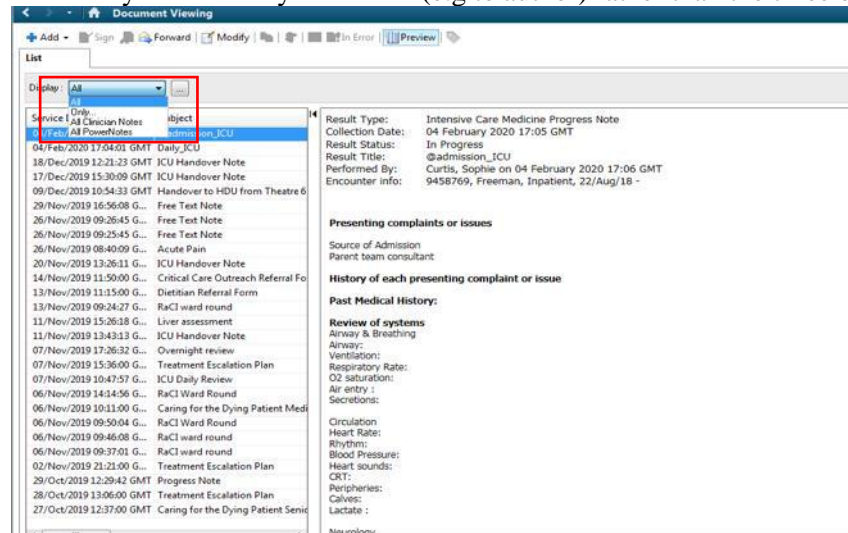 Document Viewing
Add Sign Forward Modify In Error Preview
List
Display: All
All
Only...
All Clinician Notes
All PowerNotes
Service
admission_ICU
04/Feb/2020 17:04:01 GMT Daily_ICU
18/Dec/2019 12:21:23 GMT ICU Handover Note
17/Dec/2019 15:30:09 GMT ICU Handover Note
09/Dec/2019 10:54:33 GMT Handover to HDU from Theatre 6
29/Nov/2019 16:56:08 G... Free Text Note
26/Nov/2019 09:26:45 G... Free Text Note
26/Nov/2019 09:25:45 G... Free Text Note
26/Nov/2019 08:40:09 G... Acute Pain
20/Nov/2019 13:26:11 G... ICU Handover Note
14/Nov/2019 11:50:00 G... Critical Care Outreach Referral Fo
13/Nov/2019 11:15:00 G... Dietitian Referral Form
13/Nov/2019 09:24:27 G... RaCI ward round
11/Nov/2019 15:26:18 G... Liver assessment
11/Nov/2019 13:43:13 G... ICU Handover Note
07/Nov/2019 17:26:32 G... Overnight review
07/Nov/2019 15:36:00 G... Treatment Escalation Plan
07/Nov/2019 10:47:57 G... ICU Daily Review
06/Nov/2019 14:14:56 G... RaCI Ward Round
06/Nov/2019 10:11:00 G... Caring for the Dying Patient Medi
06/Nov/2019 09:50:04 G... RaCI Ward Round
06/Nov/2019 09:46:08 G... RaCI ward round
06/Nov/2019 09:37:01 G... RaCI ward round
02/Nov/2019 21:21:00 G... Treatment Escalation Plan
29/Oct/2019 12:29:42 GMT Progress Note
28/Oct/2019 13:06:00 GMT Treatment Escalation Plan
27/Oct/2019 12:37:00 GMT Caring for the Dying Patient Senic
Result Type: Intensive Care Medicine Progress Note
Collection Date: 04 February 2020 17:05 GMT
Result Status: In Progress
Result Title: @admission_ICU
Performed By: Curtis, Sophie on 04 February 2020 17:06 GMT
Encounter info: 9458769, Freeman, Inpatient, 22/Aug/18 -
Presenting complaints or issues
Source of Admission
Parent team consultant
History of each presenting complaint or issue
Past Medical History:
Review of systems
Airway & Breathing
Airway:
Ventilation:
Respiratory Rate:
O2 saturation:
Air entry :
Secretions:
Circulation
Heart Rate:
Rhythm:
Blood Pressure:
Heart sounds:
CRT:
Peripheries:
Calves:
Lactate :
Neurology